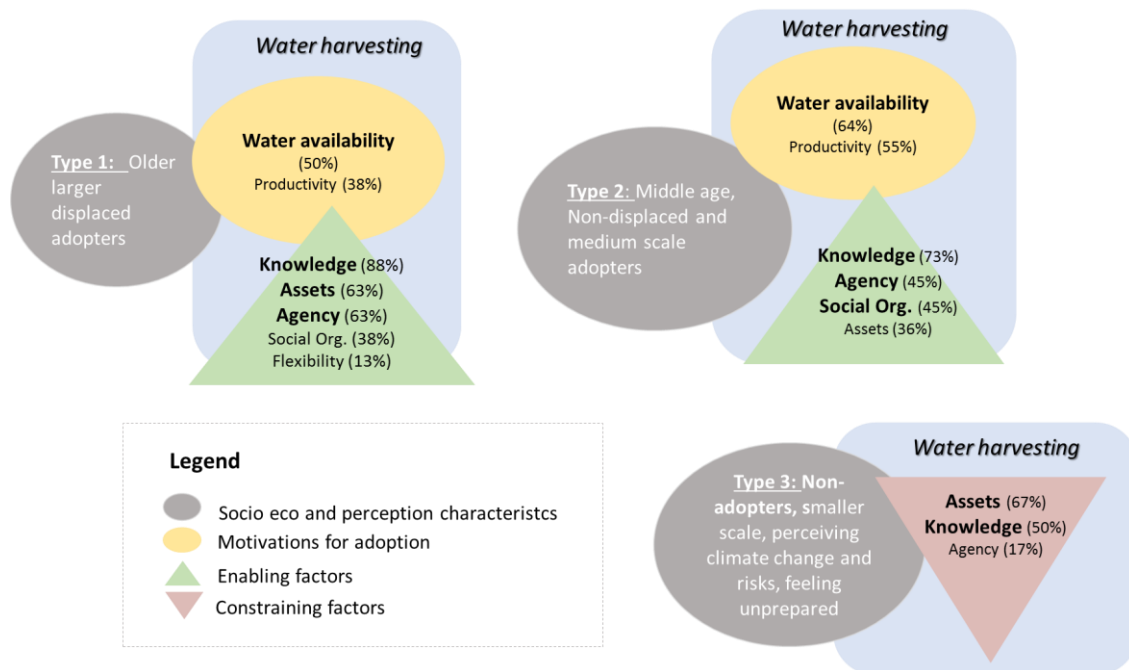 Water harvesting
Water availability
(50%)
Productivity (38%)
Type 1: Older
larger
displaced
adopters
Knowledge (88%)
Assets (63%)
Agency (63%)
Social Org. (38%)
Flexibility (13%)
Water harvesting
Water availability
(64%)
Productivity (55%)
Type 2: Middle age,
Non-displaced and
medium scale
adopters
Knowledge (73%)
Agency (45%)
Social Org. (45%)
Assets (36%)
Legend
Socio eco and perception characteristcs
Motivations for adoption
Enabling factors
Constraining factors
Water harvesting
Type 3: Non-
adopters, smaller
scale, perceiving
climate change and
risks, feeling
unprepared
Assets (67%)
Knowledge (50%)
Agency (17%)